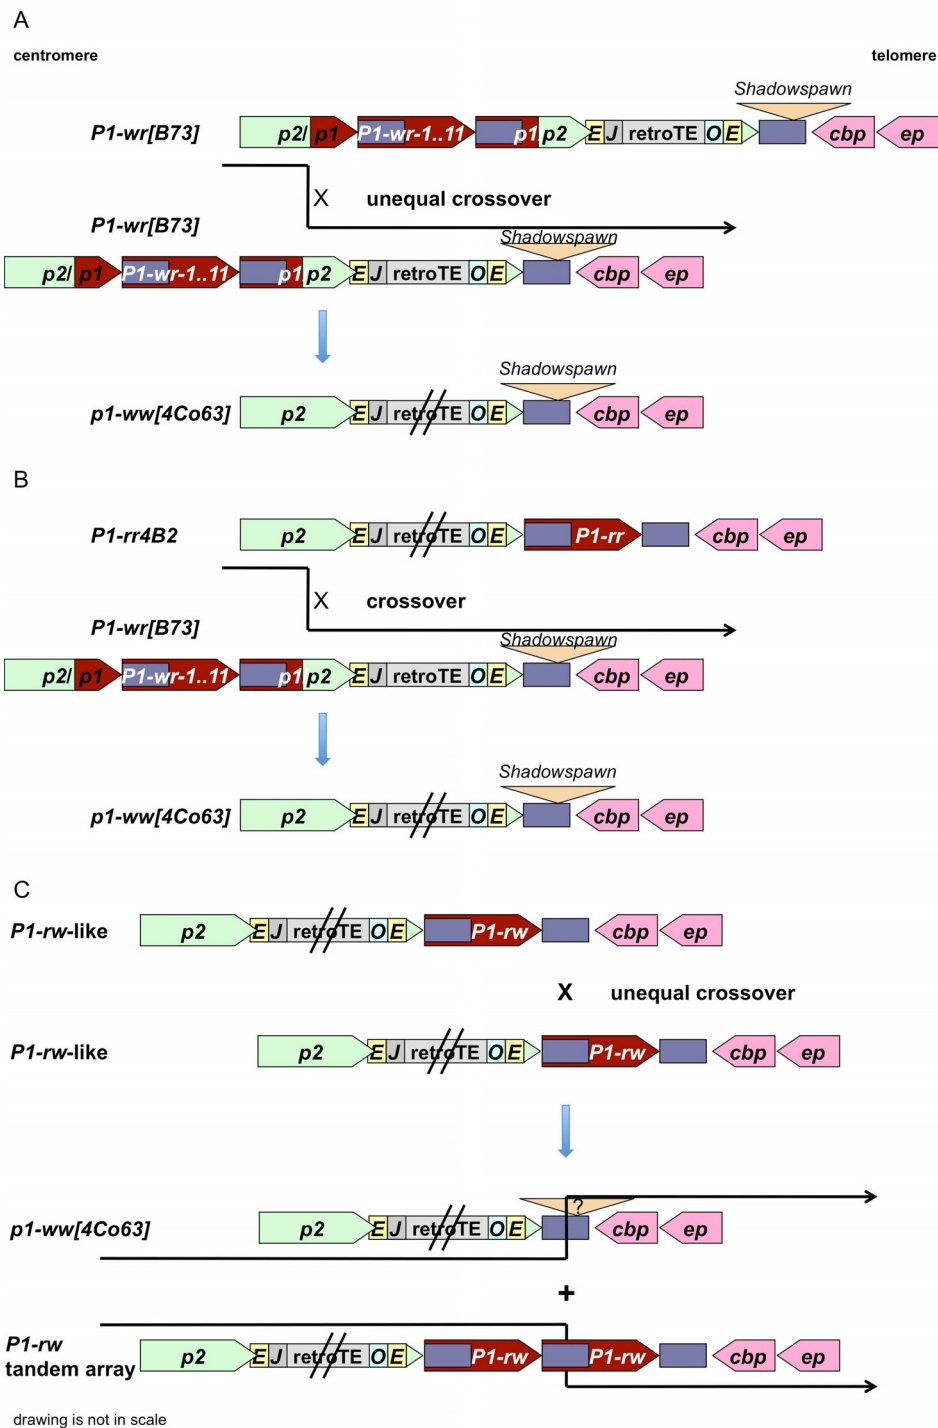 A
centromere telomere
Shadowspawn
P1-wr[B73] p2/ p1 P1-wr-1..11 p1 p2 E J retroTE O E cbp ep
X unequal crossover
P1-wr[B73]
Shadowspawn
p2/ p1 P1-wr-1..11 p1 p2 E J retroTE O E cbp ep
Shadowspawn
p1-ww[4Co63] p2 E J retroTE O E cbp ep
B
P1-rr4B2 p2 E J retroTE O E P1-rr cbp ep
X crossover
P1-wr[B73]
Shadowspawn
p2/ p1 P1-wr-1..11 p1 p2 E J retroTE O E cbp ep
Shadowspawn
p1-ww[4Co63] p2 E J retroTE O E cbp ep
C
P1-rw-like p2 E J retroTE O E P1-rw cbp ep
X unequal crossover
P1-rw-like p2 E J retroTE O E P1-rw cbp ep
?
p1-ww[4Co63] p2 E J retroTE O E cbp ep
+
P1-rw
tandem array p2 E J retroTE O E P1-rw P1-rw cbp ep
drawing is not in scale